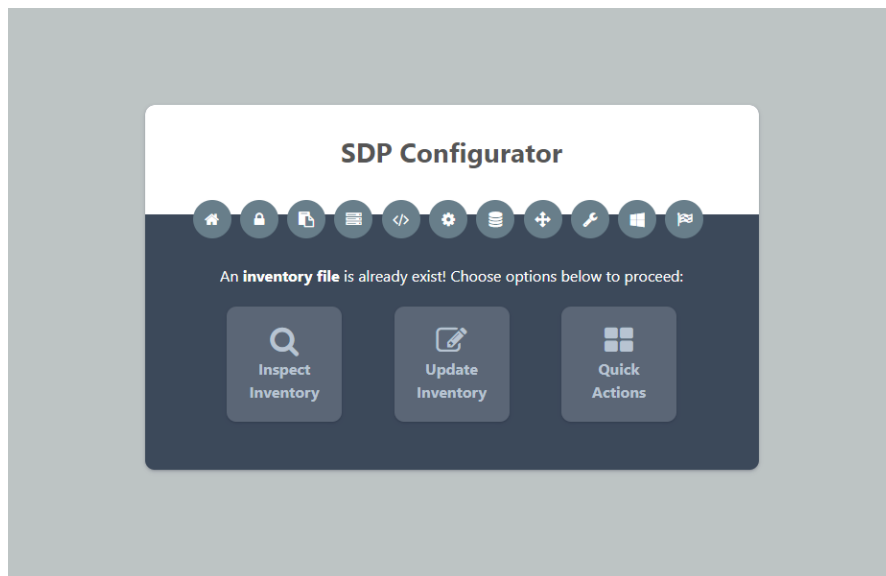 SDP Configurator
An inventory file is already exist! Choose options below to proceed:
Inspect
Inventory
Update
Inventory
Quick
Actions